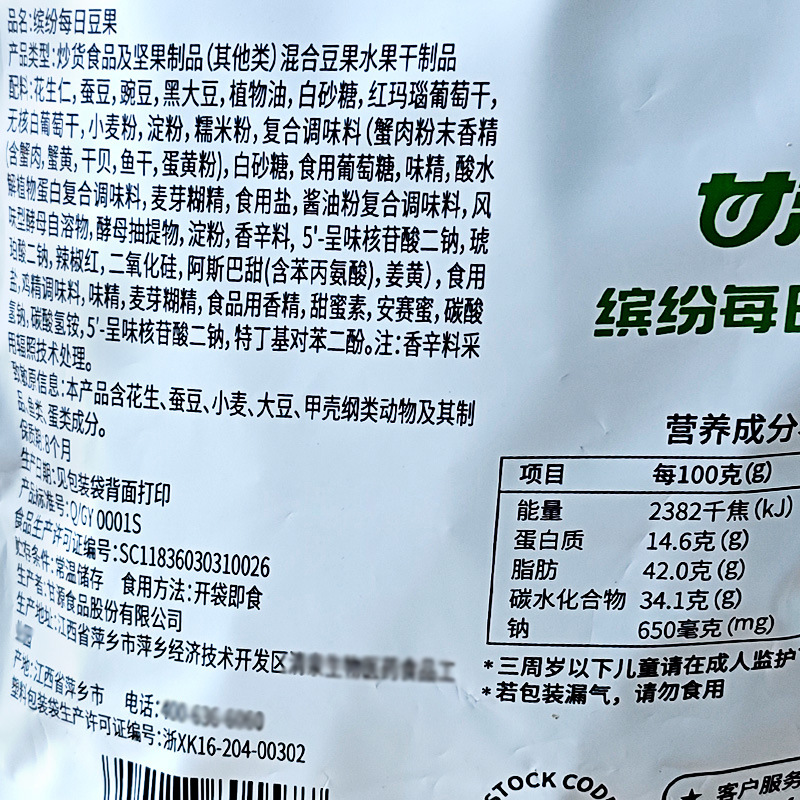 品名:缤纷每日豆果
产品类型:炒货食品及坚果制品(其他类)混合豆果水果干制品
配料:花生仁,蚕豆,豌豆,黑大豆,植物油,白砂糖,红玛瑙葡萄干,
无核白葡萄干,小麦粉,淀粉,糯米粉,复合调味料(蟹肉粉末香精
(含蟹肉,蟹黄,干贝,鱼干,蛋黄粉),白砂糖,食用葡萄糖,味精,酸水
解植物蛋白复合调味料,麦芽糊精,食用盐,酱油粉复合调味料,风
味型酵母自溶物,酵母抽提物,淀粉,香辛料,5'-呈味核苷酸二钠,琥
珀酸二钠,辣椒红,二氧化硅,阿斯巴甜(含苯丙氨酸),姜黄),食用
盐,鸡精调味料,味精,麦芽糊精,食品用香精,甜蜜素,安赛蜜,碳酸
氢钠,碳酸氢铵,5'-呈味核苷酸二钠,特丁基对苯二酚。注:香辛料采
用辐照技术处理。
致敏原信息:本产品含花生、蚕豆、小麦、大豆、甲壳纲类动物及其制
品、鱼类、蛋类成分。
保质期:8个月
生产日期:见包装袋背面打印
产品标准号:Q/GY 0001S
食品生产许可证编号:SC11836030310026
贮存条件:常温储存 食用方法:开袋即食
生产者:甘源食品股份有限公司
生产地址:江西省萍乡市萍乡经济技术开发区
产地:江西省萍乡市 电话:
塑料包装袋生产许可证编号:浙XK16-204-00302
甘
缤纷每日
营养成分
项目 每100克(g)
能量 2382千焦(kJ)
蛋白质 14.6克(g)
脂肪 42.0克(g)
碳水化合物 34.1克(g)
钠 650毫克(mg)
*三周岁以下儿童请在成人监护
*若包装漏气,请勿食用
STOCK CODE
★ 客户服务